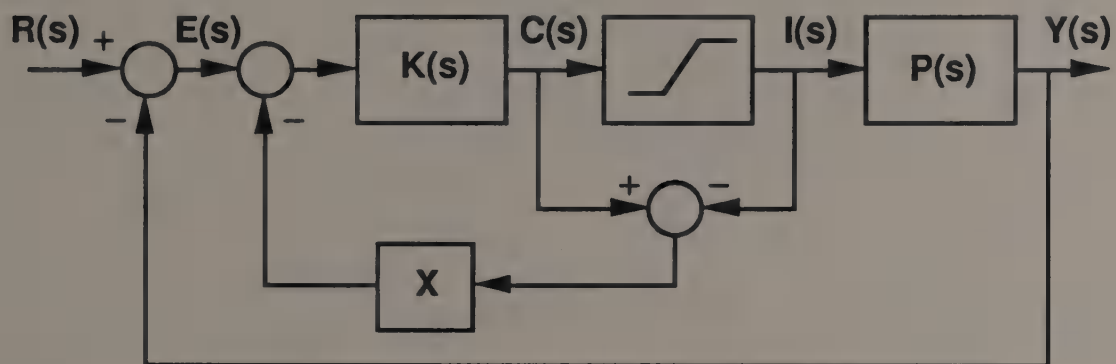 R(s) + E(s) K(s) C(s) I(s) P(s) Y(s)
− −
+ −
X